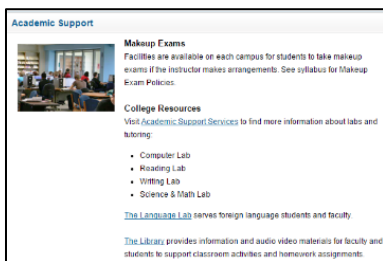 Academic Support
Makeup Exams
Facilities are available on each campus for students to take makeup
exams if the instructor makes arrangements. See syllabus for Makeup
Exam Policies.
College Resources
Visit Academic Support Services to find more information about labs and
tutoring:
• Computer Lab
• Reading Lab
• Writing Lab
• Science & Math Lab
The Language Lab serves foreign language students and faculty.
The Library provides information and audio video materials for faculty and
students to support classroom activities and homework assignments.